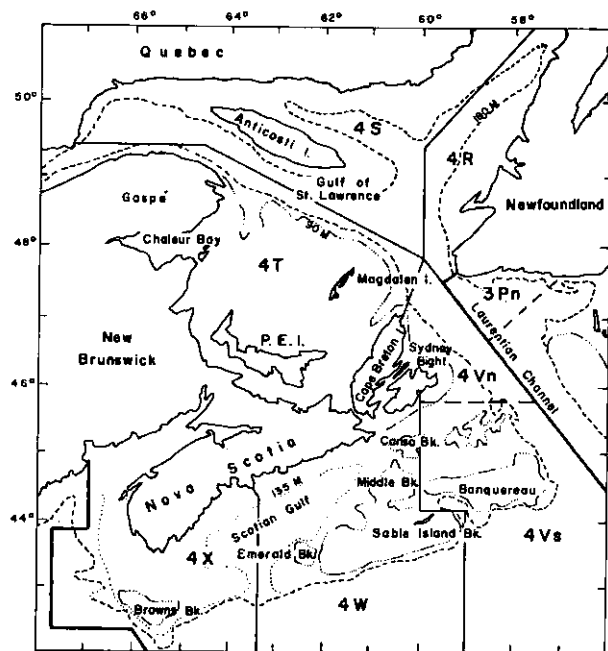 66° 64° 62° 60° 58°
Quebec
50°
Anticosti I.
4S
180 M
4R
Gulf of
St. Lawrence
Gaspé
Newfoundland
90 M
48°
Chaleur Bay
4T
Magdalen I.
3Pn
Laurention Channel
P.E.I.
New
Brunswick
Cape Breton
Sydney
Bight
4Vn
46°
Canso Bk.
Nova Scotia
135 M
Middle Bk.
Banquereau
Scotian Gulf
44°
Sable Island Bk.
4Vs
4X
Emerald Bk.
4W
Browns Bk.